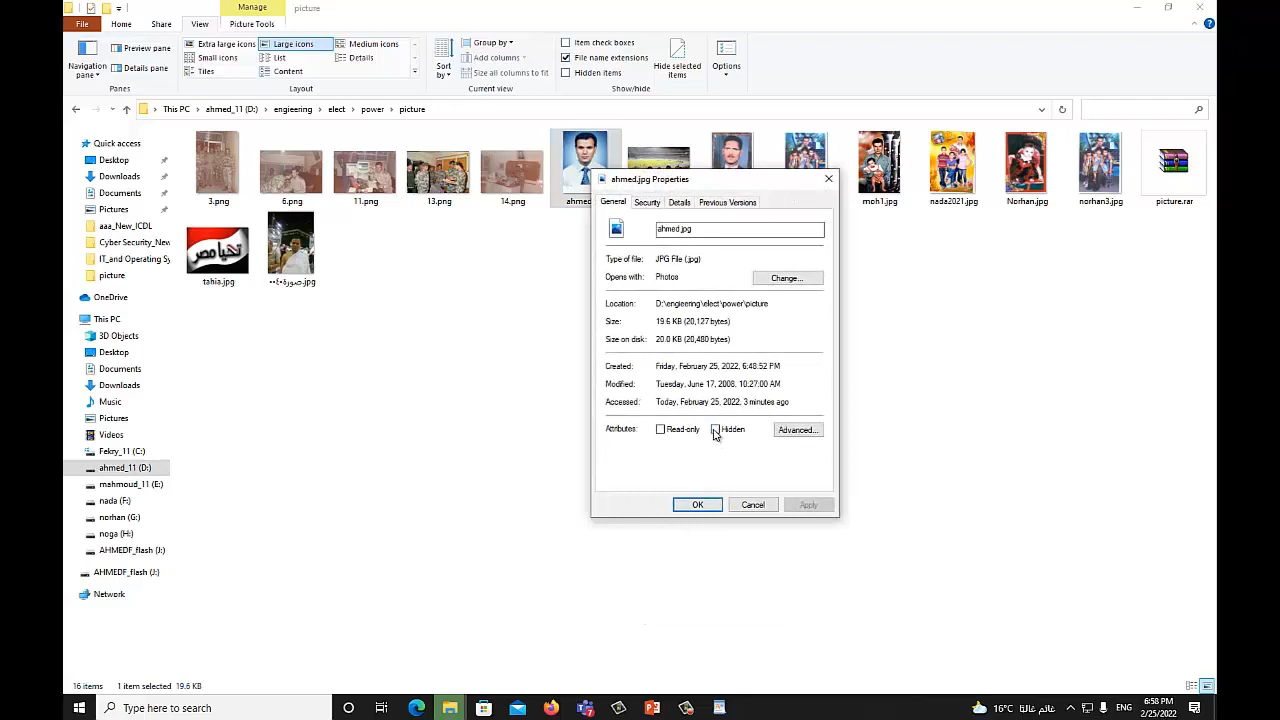 Manage
picture
File
Home
Share
View
Picture Tools
Navigation pane
Preview pane
Details pane
Panes
Extra large icons
Large icons
Medium icons
Small icons
List
Details
Tiles
Content
Layout
Sort by
Group by
Add columns
Size all columns to fit
Current view
Item check boxes
File name extensions
Hidden items
Hide selected items
Show/hide
Options
This PC > ahmed_11 (D:) > engieering > elect > power > picture
Quick access
Desktop
Downloads
Documents
Pictures
aaa_New_ICDL
Cyber Security_New
IT_and Operating Sy
picture
OneDrive
This PC
3D Objects
Desktop
Documents
Downloads
Music
Pictures
Videos
Fekry_11 (C:)
ahmed_11 (D:)
mahmoud_11 (E:)
nada (F:)
norhan (G:)
noga (H:)
AHMEDF_flash (J:)
AHMEDF_flash (J:)
Network
3.png
6.png
11.png
13.png
14.png
ahmed
moh1.jpg
nada2021.jpg
Norhan.jpg
norhan3.jpg
picture.rar
تحيا مصر
tahia.jpg
صورة٠٤٠٠.jpg
ahmed.jpg Properties
General
Security
Details
Previous Versions
ahmed.jpg
Type of file: JPG File (.jpg)
Opens with: Photos
Change...
Location: D:\engieering\elect\power\picture
Size: 19.6 KB (20,127 bytes)
Size on disk: 20.0 KB (20,480 bytes)
Created: Friday, February 25, 2022, 6:48:52 PM
Modified: Tuesday, June 17, 2008, 10:27:00 AM
Accessed: Today, February 25, 2022, 3 minutes ago
Attributes: Read-only Hidden
Advanced...
OK
Cancel
Apply
16 items 1 item selected 19.6 KB
Type here to search
16°C غائم غالبًا
ENG
6:58 PM
2/25/2022